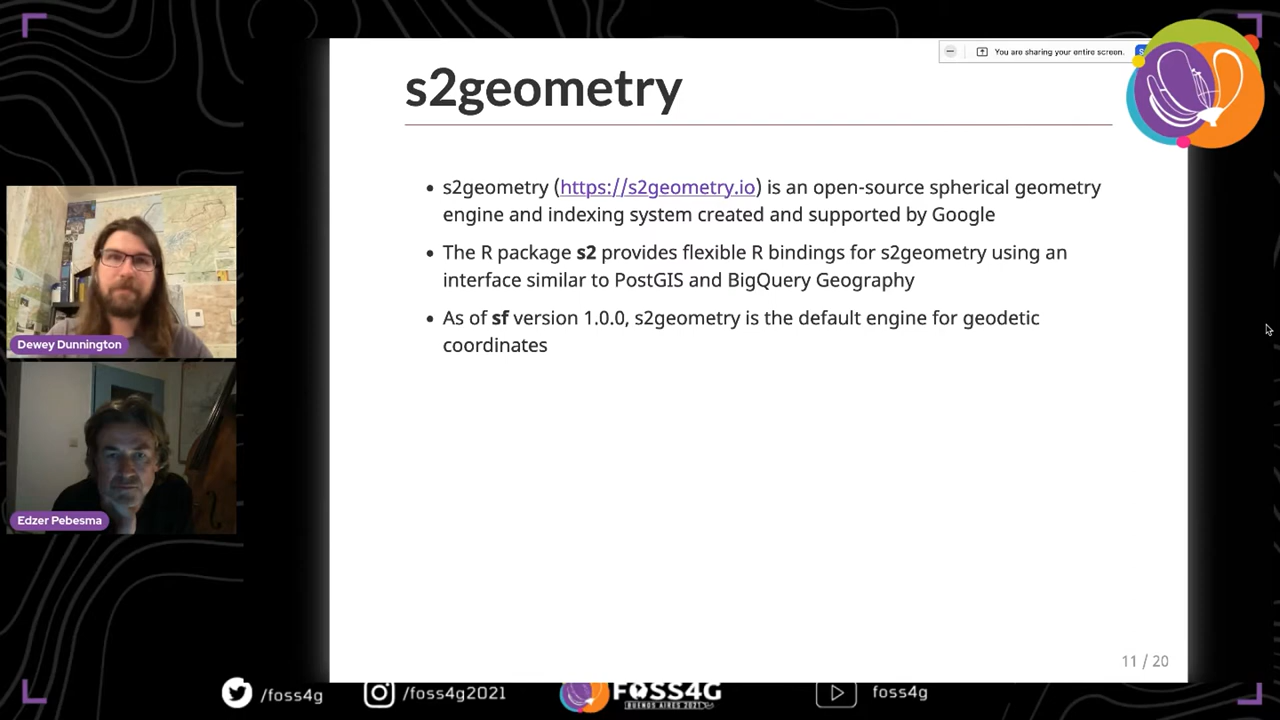 You are sharing your entire screen.
s2geometry
s2geometry (https://s2geometry.io) is an open-source spherical geometry
engine and indexing system created and supported by Google
The R package s2 provides flexible R bindings for s2geometry using an
interface similar to PostGIS and BigQuery Geography
As of sf version 1.0.0, s2geometry is the default engine for geodetic
coordinates
Dewey Dunnington
Edzer Pebesma
11 / 20
/foss4g
/foss4g2021
FOSS4G
BUENOS AIRES 2021
foss4g